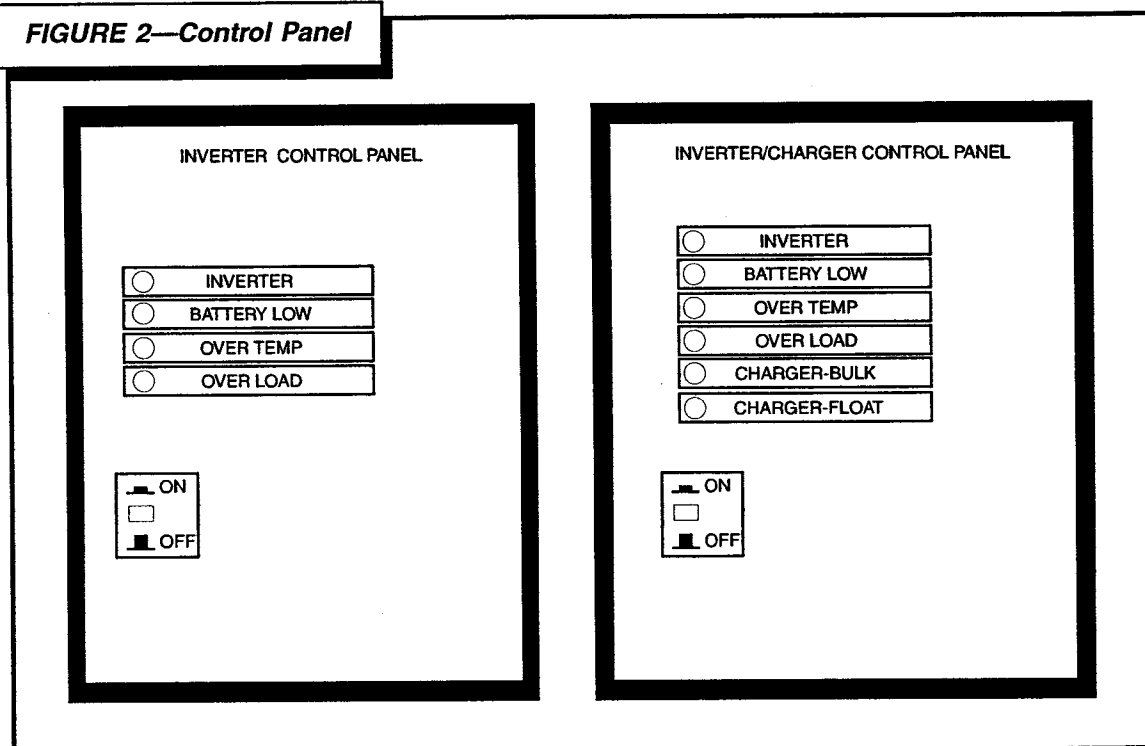 FIGURE 2—Control Panel
INVERTER CONTROL PANEL
INVERTER
BATTERY LOW
OVER TEMP
OVER LOAD
ON
OFF
INVERTER/CHARGER CONTROL PANEL
INVERTER
BATTERY LOW
OVER TEMP
OVER LOAD
CHARGER-BULK
CHARGER-FLOAT
ON
OFF